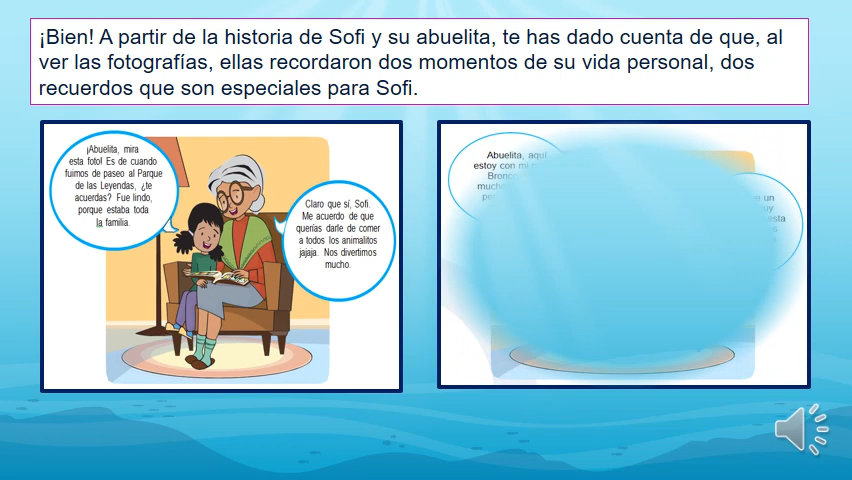 ¡Bien! A partir de la historia de Sofi y su abuelita, te has dado cuenta de que, al
ver las fotografías, ellas recordaron dos momentos de su vida personal, dos
recuerdos que son especiales para Sofi.
¡Abuelita, mira
esta foto! Es de cuando
fuimos de paseo al Parque
de las Leyendas, ¿te
acuerdas? Fue lindo,
porque estaba toda
la familia.
Claro que sí, Sofi.
Me acuerdo de que
querías darle de comer
a todos los animalitos
jajaja. Nos divertimos
mucho.
Abuelita, aquí
estoy con mi
un